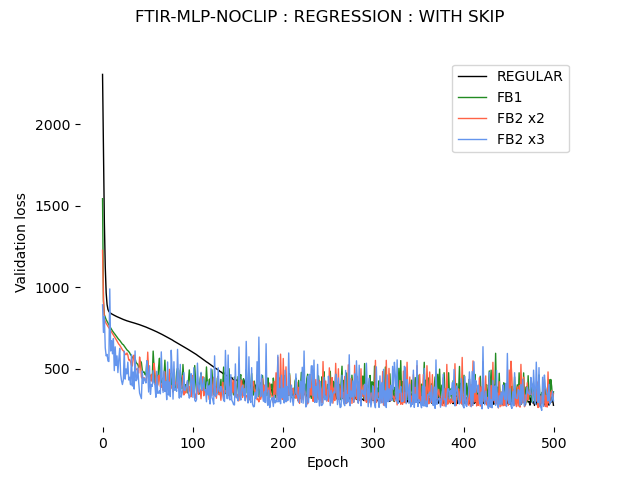 FTIR-MLP-NOCLIP : REGRESSION : WITH SKIP
REGULAR
FB1
FB2 x2
FB2 x3
Validation loss
2000
1500
1000
500
0 100 200 300 400 500
Epoch